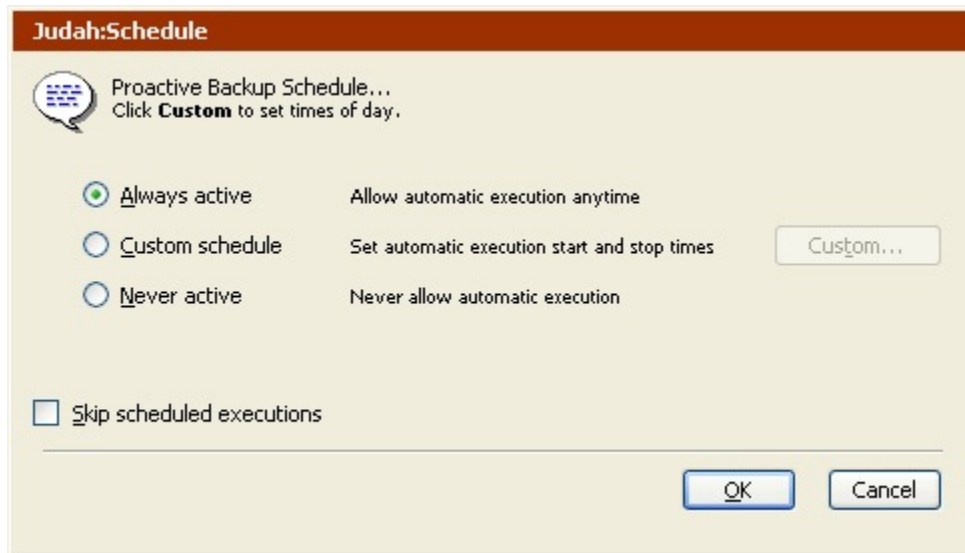 Judah:Schedule
Proactive Backup Schedule...
Click Custom to set times of day.
Always active Allow automatic execution anytime
Custom schedule Set automatic execution start and stop times Custom...
Never active Never allow automatic execution
Skip scheduled executions
OK Cancel